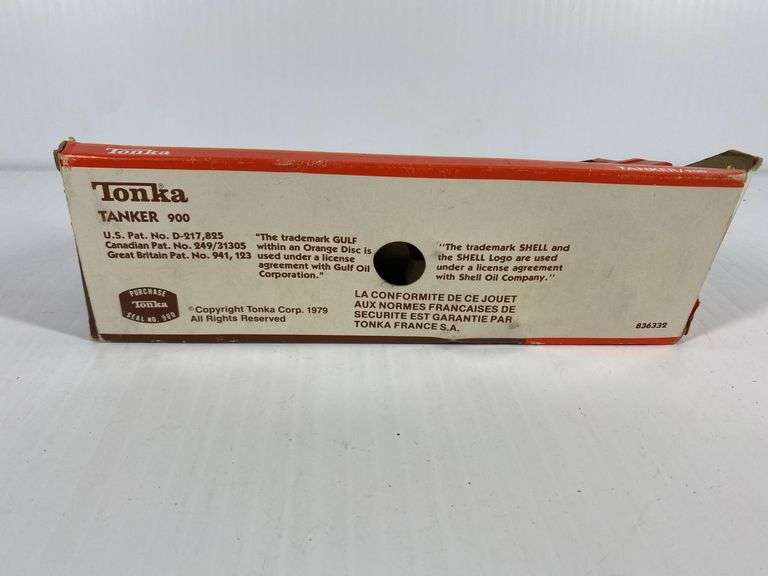 Tonka
TANKER/900
Tonka
TANKER 900
U.S. Pat. No. D-217,825
Canadian Pat. No. 249/31305
Great Britain Pat. No. 941, 123
"The trademark GULF
within an Orange Disc is
used under a license
agreement with Gulf Oil
Corporation."
"The trademark SHELL and
the SHELL Logo are used
under a license agreement
with Shell Oil Company."
PURCHASE
Tonka
SEAL NO. 900
©Copyright Tonka Corp. 1979
All Rights Reserved
LA CONFORMITE DE CE JOUET
AUX NORMES FRANCAISES DE
SECURITE EST GARANTIE PAR
TONKA FRANCE S.A.
836332